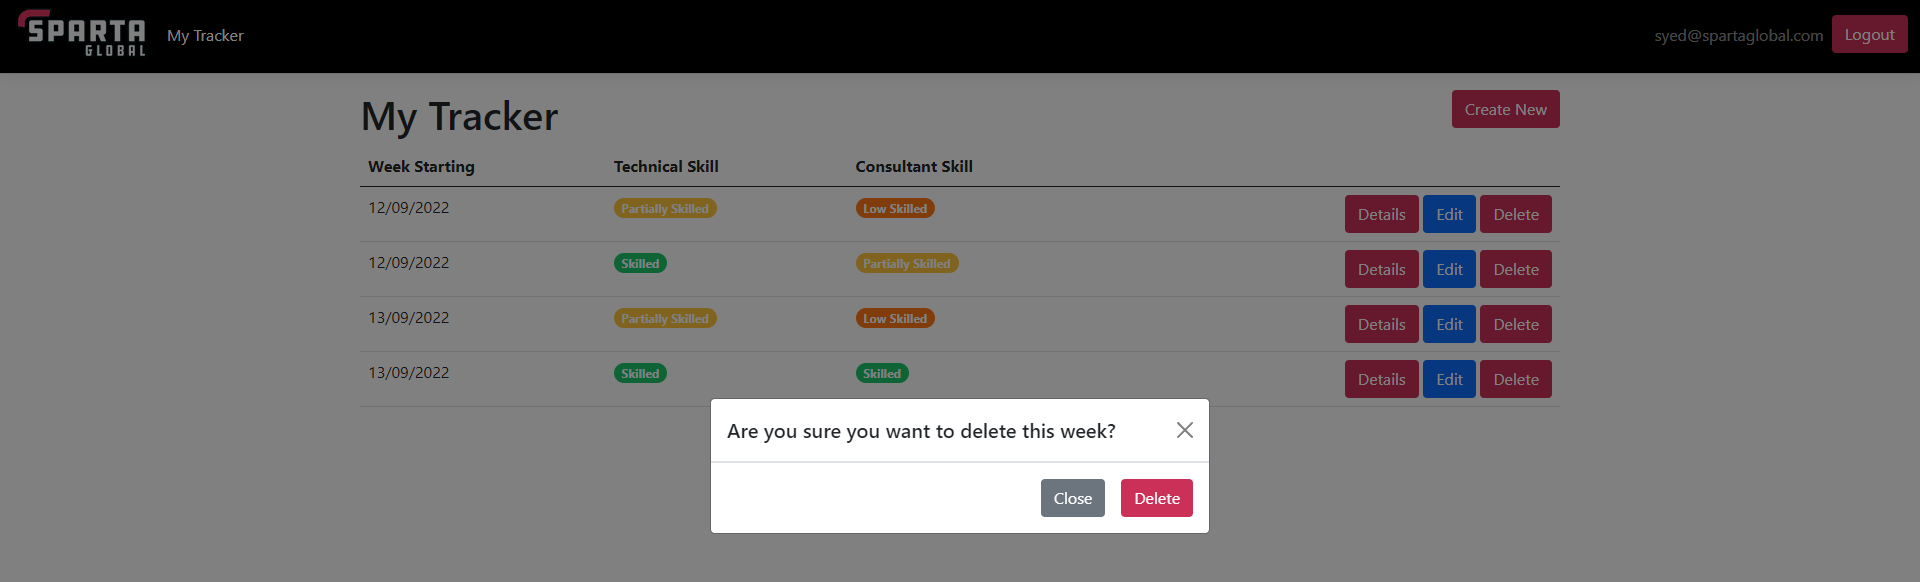 SPARTA
GLOBAL
My Tracker
syed@spartaglobal.com
Logout
My Tracker
Create New
Week Starting Technical Skill Consultant Skill
12/09/2022 Partially Skilled Low Skilled Details Edit Delete
12/09/2022 Skilled Partially Skilled Details Edit Delete
13/09/2022 Partially Skilled Low Skilled Details Edit Delete
13/09/2022 Skilled Skilled Details Edit Delete
Are you sure you want to delete this week?
Close Delete